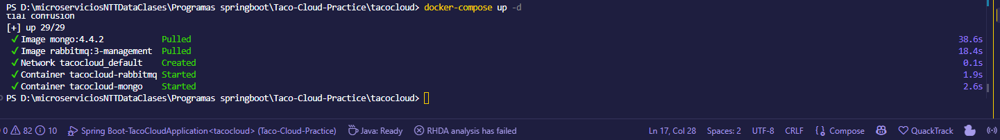 PS D:\microserviciosNTTDataClases\Programas springboot\Taco-Cloud-Practice\tacocloud> docker-compose up -d
tial confusion
[+] up 29/29
✓ Image mongo:4.4.2 Pulled 38.6s
✓ Image rabbitmq:3-management Pulled 18.4s
✓ Network tacocloud_default Created 0.1s
✓ Container tacocloud-rabbitmq Started 1.9s
✓ Container tacocloud-mongo Started 2.6s
PS D:\microserviciosNTTDataClases\Programas springboot\Taco-Cloud-Practice\tacocloud>
0 82 10 Spring Boot-TacoCloudApplication<tacocloud> (Taco-Cloud-Practice) Java: Ready RHDA analysis has failed Ln 17, Col 28 Spaces: 2 UTF-8 CRLF Compose QuackTrack